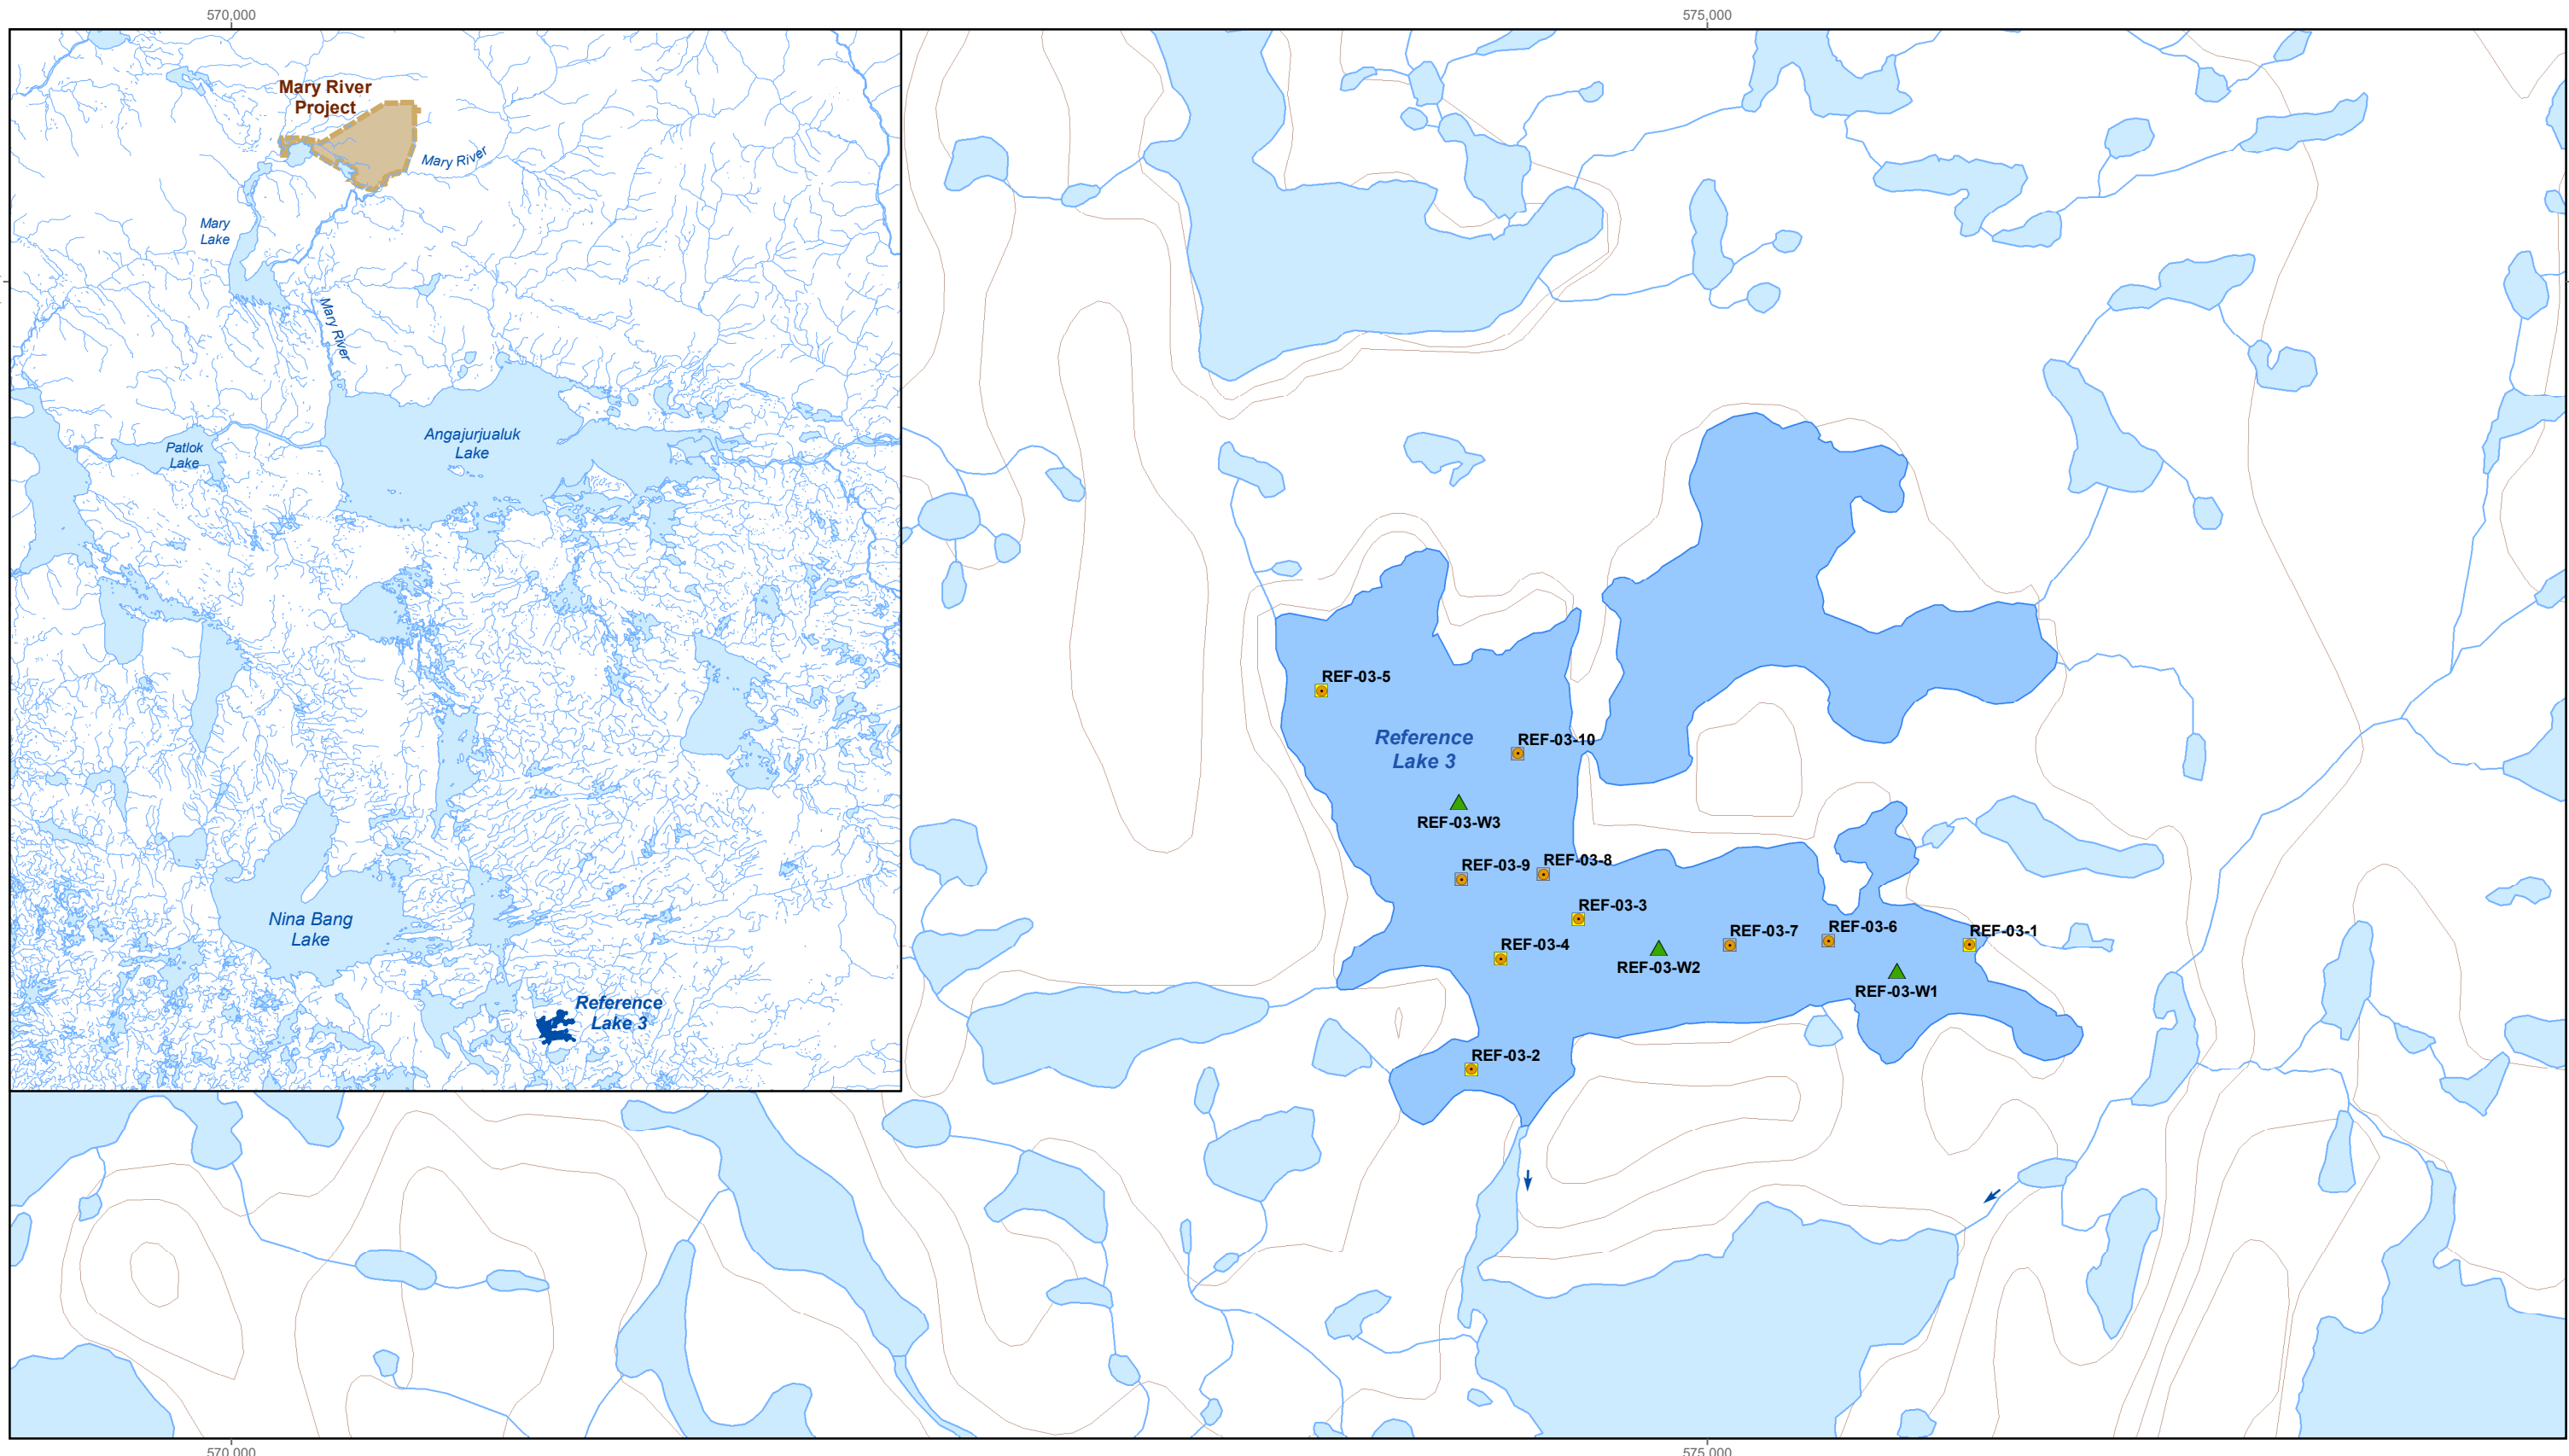 570,000
575,000
Mary River
Project
Mary River
Mary
Lake
Mary River
Angajurjualuk
Lake
Patlok
Lake
Nina Bang
Lake
Reference
Lake 3
REF-03-5
Reference
Lake 3
REF-03-10
REF-03-W3
REF-03-9
REF-03-8
REF-03-3
REF-03-4
REF-03-7
REF-03-6
REF-03-1
REF-03-W2
REF-03-W1
REF-03-2
570,000
575,000